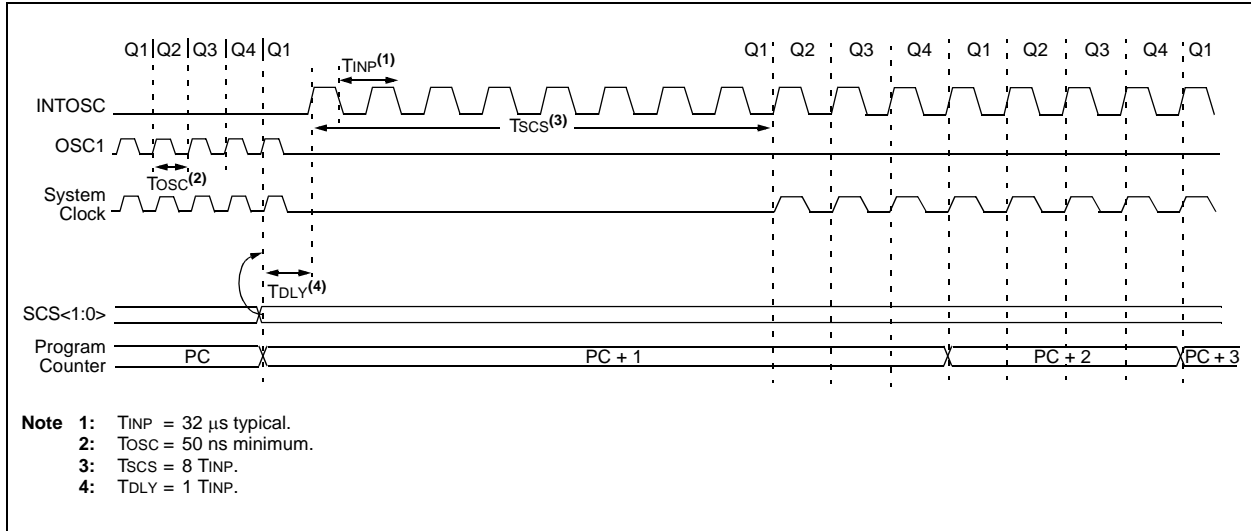 Q1 Q2 Q3 Q4 Q1 Q1 Q2 Q3 Q4 Q1 Q2 Q3 Q4 Q1
TINP(1)
INTOSC
TSCS(3)
OSC1
TOSC(2)
System
Clock
TDLY(4)
SCS<1:0>
Program
Counter
PC PC + 1 PC + 2 PC + 3
Note 1: TINP = 32 μs typical.
2: TOSC = 50 ns minimum.
3: TSCS = 8 TINP.
4: TDLY = 1 TINP.